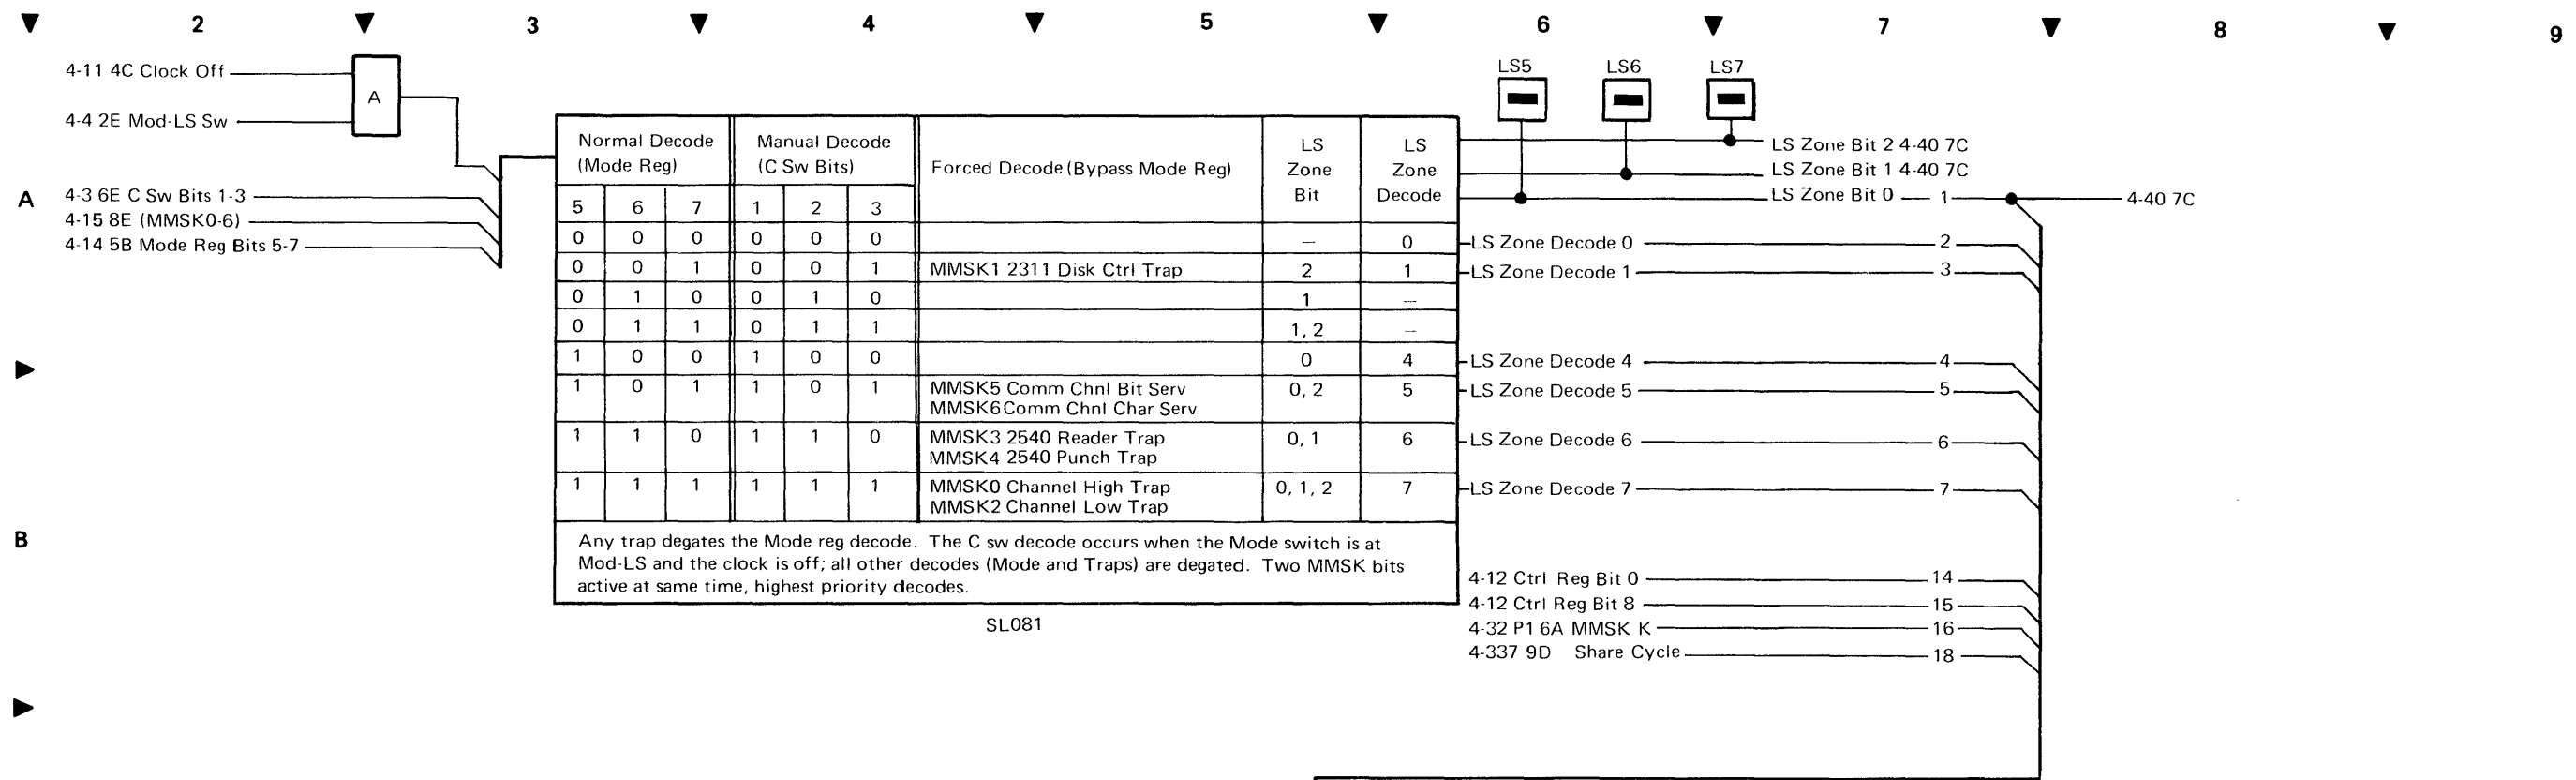 2 3 4 5 6 7 8 9
4-11 4C Clock Off
A
4-4 2E Mod-LS Sw
LS5 LS6 LS7
A
4-3 6E C Sw Bits 1-3
4-15 8E (MMSK0-6)
4-14 5B Mode Reg Bits 5-7
Normal Decode (Mode Reg) Manual Decode (C Sw Bits) Forced Decode (Bypass Mode Reg) LS Zone Bit LS Zone Decode
5 6 7 1 2 3
0 0 0 0 0 0 — 0
0 0 1 0 0 1 MMSK1 2311 Disk Ctrl Trap 2 1
0 1 0 0 1 0 1 —
0 1 1 0 1 1 1, 2 —
1 0 0 1 0 0 0 4
1 0 1 1 0 1 MMSK5 Comm Chnl Bit Serv 0, 2 5
MMSK6 Comm Chnl Char Serv
1 1 0 1 1 0 MMSK3 2540 Reader Trap 0, 1 6
MMSK4 2540 Punch Trap
1 1 1 1 1 1 MMSK0 Channel High Trap 0, 1, 2 7
MMSK2 Channel Low Trap
Any trap degates the Mode reg decode. The C sw decode occurs when the Mode switch is at
Mod-LS and the clock is off; all other decodes (Mode and Traps) are degated. Two MMSK bits
active at same time, highest priority decodes.
SL081
LS Zone Bit 2 4-40 7C
LS Zone Bit 1 4-40 7C
LS Zone Bit 0 1 4-40 7C
LS Zone Decode 0 2
LS Zone Decode 1 3
LS Zone Decode 4 4
LS Zone Decode 5 5
LS Zone Decode 6 6
LS Zone Decode 7 7
B
4-12 Ctrl Reg Bit 0 14
4-12 Ctrl Reg Bit 8 15
4-32 P1 6A MMSK K 16
4-337 9D Share Cycle 18